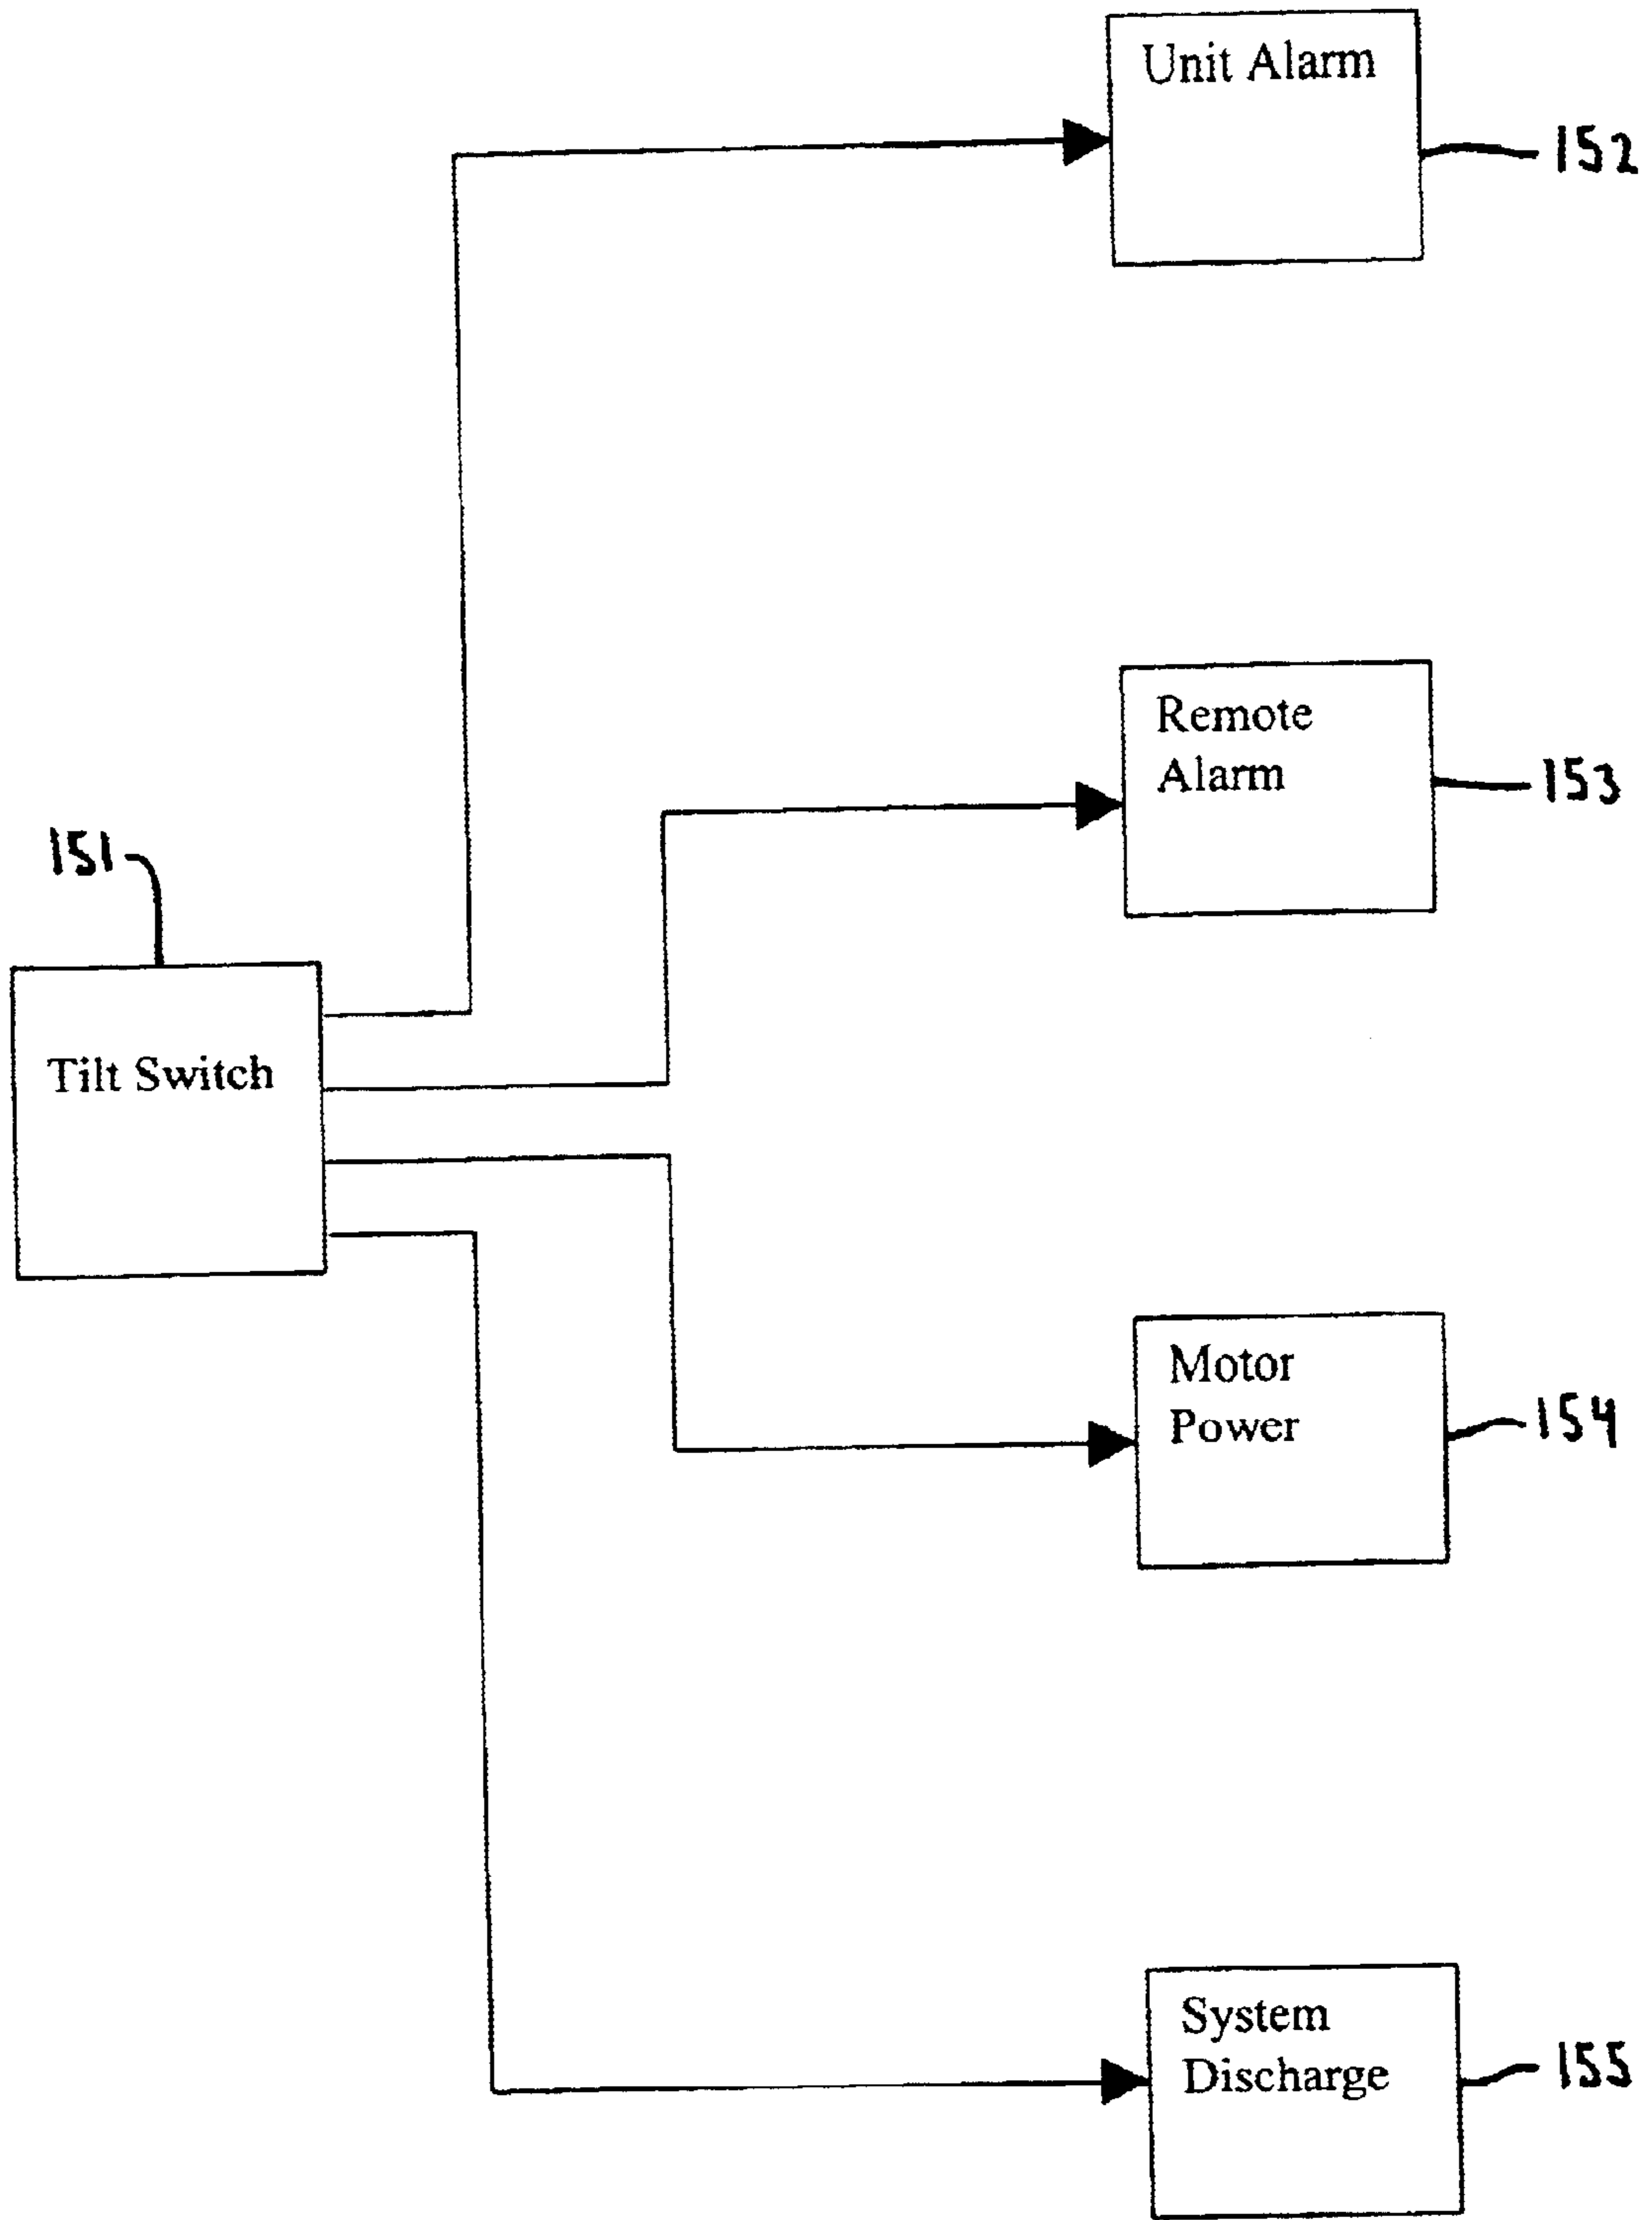 Unit Alarm
152
Remote
Alarm
153
151
Tilt Switch
Motor
Power
154
System
Discharge
155